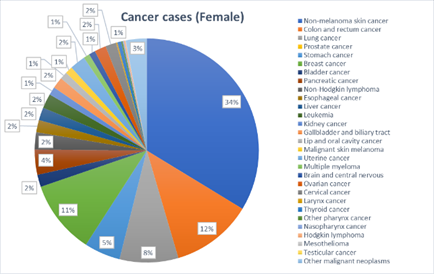 Cancer cases (Female)
34%
12%
8%
5%
11%
2%
4%
2%
2%
2%
2%
1%
1%
1%
2%
1%
2%
2%
1%
3%
Non-melanoma skin cancer
Colon and rectum cancer
Lung cancer
Prostate cancer
Stomach cancer
Breast cancer
Bladder cancer
Pancreatic cancer
Non-Hodgkin lymphoma
Esophageal cancer
Liver cancer
Leukemia
Kidney cancer
Gallbladder and biliary tract
Lip and oral cavity cancer
Malignant skin melanoma
Uterine cancer
Multiple myeloma
Brain and central nervous
Ovarian cancer
Cervical cancer
Larynx cancer
Thyroid cancer
Other pharynx cancer
Nasopharynx cancer
Hodgkin lymphoma
Mesothelioma
Testicular cancer
Other malignant neoplasms